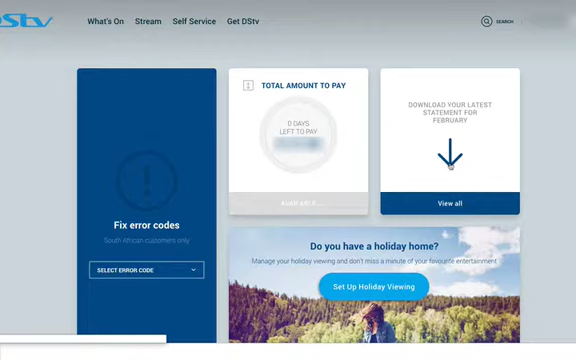 DStv
What's On Stream Self Service Get DStv
SEARCH
TOTAL AMOUNT TO PAY
0 DAYS
LEFT TO PAY
DOWNLOAD YOUR LATEST
STATEMENT FOR
FEBRUARY
View all
Fix error codes
South African customers only
SELECT ERROR CODE
Do you have a holiday home?
Manage your holiday viewing and don't miss a minute of your favourite entertainment
Set Up Holiday Viewing